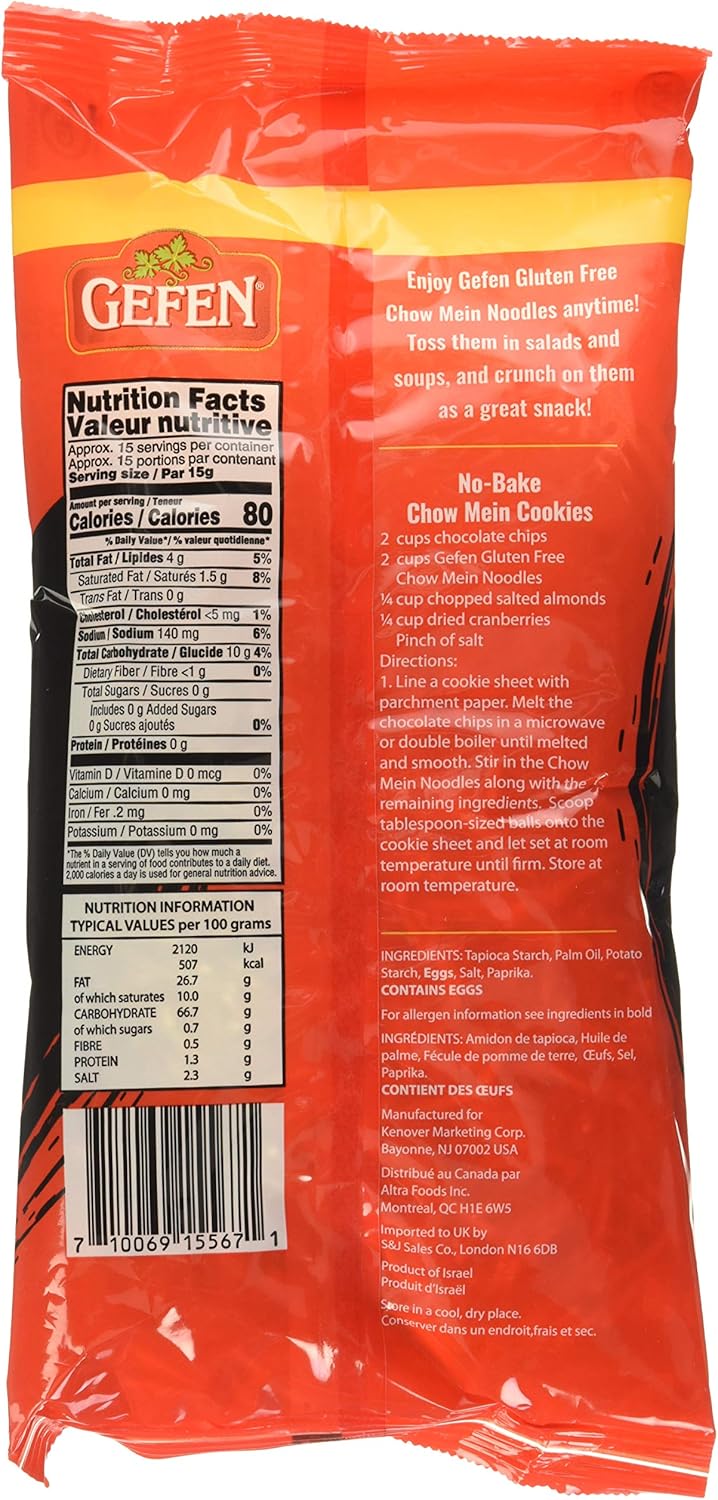 GEFEN®
Nutrition Facts
Valeur nutritive
Approx. 15 servings per container
Approx. 15 portions par contenant
Serving size / Par 15g
Amount per serving / Teneur
Calories / Calories 80
% Daily Value* / % valeur quotidienne*
Total Fat / Lipides 4 g 5%
Saturated Fat / Saturés 1.5 g 8%
Trans Fat / Trans 0 g
Cholesterol / Cholestérol <5 mg 1%
Sodium / Sodium 140 mg 6%
Total Carbohydrate / Glucide 10 g 4%
Dietary Fiber / Fibre <1 g 0%
Total Sugars / Sucres 0 g
Includes 0 g Added Sugars
0 g Sucres ajoutés 0%
Protein / Protéines 0 g
Vitamin D / Vitamine D 0 mcg 0%
Calcium / Calcium 0 mg 0%
Iron / Fer .2 mg 0%
Potassium / Potassium 0 mg 0%
*The % Daily Value (DV) tells you how much a
nutrient in a serving of food contributes to a daily diet.
2,000 calories a day is used for general nutrition advice.
NUTRITION INFORMATION
TYPICAL VALUES per 100 grams
ENERGY 2120 kJ
507 kcal
FAT 26.7 g
of which saturates 10.0 g
CARBOHYDRATE 66.7 g
of which sugars 0.7 g
FIBRE 0.5 g
PROTEIN 1.3 g
SALT 2.3 g
7 10069 15567 1
Enjoy Gefen Gluten Free
Chow Mein Noodles anytime!
Toss them in salads and
soups, and crunch on them
as a great snack!
No-Bake
Chow Mein Cookies
2 cups chocolate chips
2 cups Gefen Gluten Free
Chow Mein Noodles
¼ cup chopped salted almonds
¼ cup dried cranberries
Pinch of salt
Directions:
1. Line a cookie sheet with
parchment paper. Melt the
chocolate chips in a microwave
or double boiler until melted
and smooth. Stir in the Chow
Mein Noodles along with the
remaining ingredients. Scoop
tablespoon-sized balls onto the
cookie sheet and let set at room
temperature until firm. Store at
room temperature.
INGREDIENTS: Tapioca Starch, Palm Oil, Potato
Starch, Eggs, Salt, Paprika.
CONTAINS EGGS
For allergen information see ingredients in bold
INGRÉDIENTS: Amidon de tapioca, Huile de
palme, Fécule de pomme de terre, Œufs, Sel,
Paprika.
CONTIENT DES ŒUFS
Manufactured for
Kenover Marketing Corp.
Bayonne, NJ 07002 USA
Distribué au Canada par
Altra Foods Inc.
Montréal, QC H1E 6W5
Imported to UK by
S&J Sales Co., London N16 6DB
Product of Israel
Produit d'Israël
Store in a cool, dry place.
Conserver dans un endroit,frais et sec.